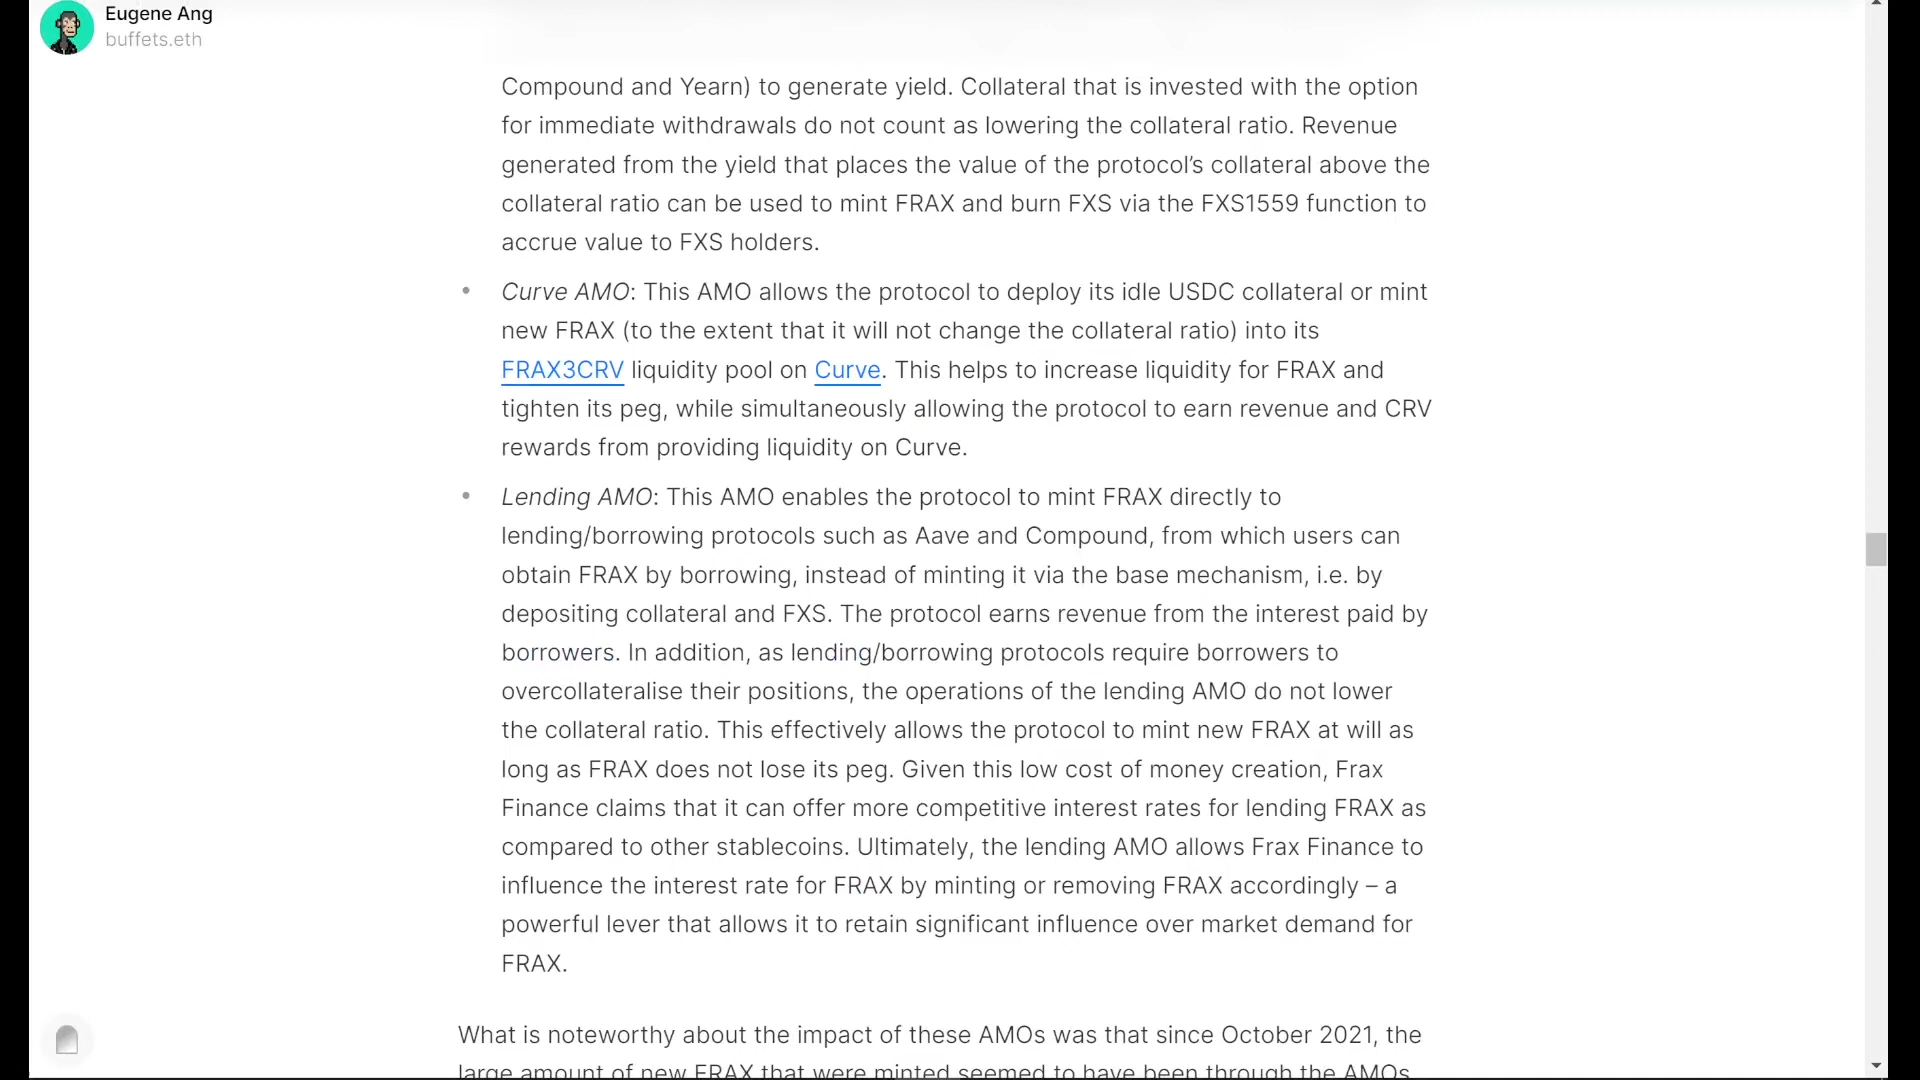 Eugene Ang
buffets.eth
Compound and Yearn) to generate yield. Collateral that is invested with the option
for immediate withdrawals do not count as lowering the collateral ratio. Revenue
generated from the yield that places the value of the protocol’s collateral above the
collateral ratio can be used to mint FRAX and burn FXS via the FXS1559 function to
accrue value to FXS holders.
• Curve AMO: This AMO allows the protocol to deploy its idle USDC collateral or mint
new FRAX (to the extent that it will not change the collateral ratio) into its
FRAX3CRV liquidity pool on Curve. This helps to increase liquidity for FRAX and
tighten its peg, while simultaneously allowing the protocol to earn revenue and CRV
rewards from providing liquidity on Curve.
• Lending AMO: This AMO enables the protocol to mint FRAX directly to
lending/borrowing protocols such as Aave and Compound, from which users can
obtain FRAX by borrowing, instead of minting it via the base mechanism, i.e. by
depositing collateral and FXS. The protocol earns revenue from the interest paid by
borrowers. In addition, as lending/borrowing protocols require borrowers to
overcollateralise their positions, the operations of the lending AMO do not lower
the collateral ratio. This effectively allows the protocol to mint new FRAX at will as
long as FRAX does not lose its peg. Given this low cost of money creation, Frax
Finance claims that it can offer more competitive interest rates for lending FRAX as
compared to other stablecoins. Ultimately, the lending AMO allows Frax Finance to
influence the interest rate for FRAX by minting or removing FRAX accordingly – a
powerful lever that allows it to retain significant influence over market demand for
FRAX.
What is noteworthy about the impact of these AMOs was that since October 2021, the
large amount of new FRAX that were minted seemed to have been through the AMOs